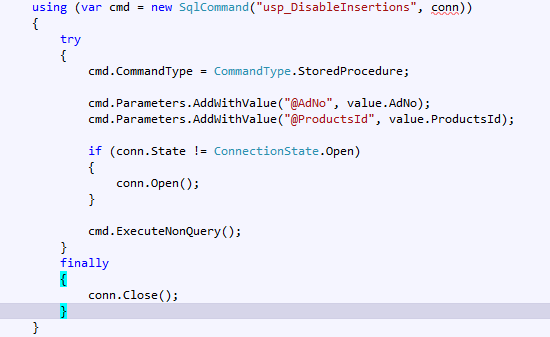 using (var cmd = new SqlCommand("usp_DisableInsertions", conn))
{
    try
    {
        cmd.CommandType = CommandType.StoredProcedure;

        cmd.Parameters.AddWithValue("@AdNo", value.AdNo);
        cmd.Parameters.AddWithValue("@ProductsId", value.ProductsId);

        if (conn.State != ConnectionState.Open)
        {
            conn.Open();
        }

        cmd.ExecuteNonQuery();
    }
    finally
    {
        conn.Close();
    }
}